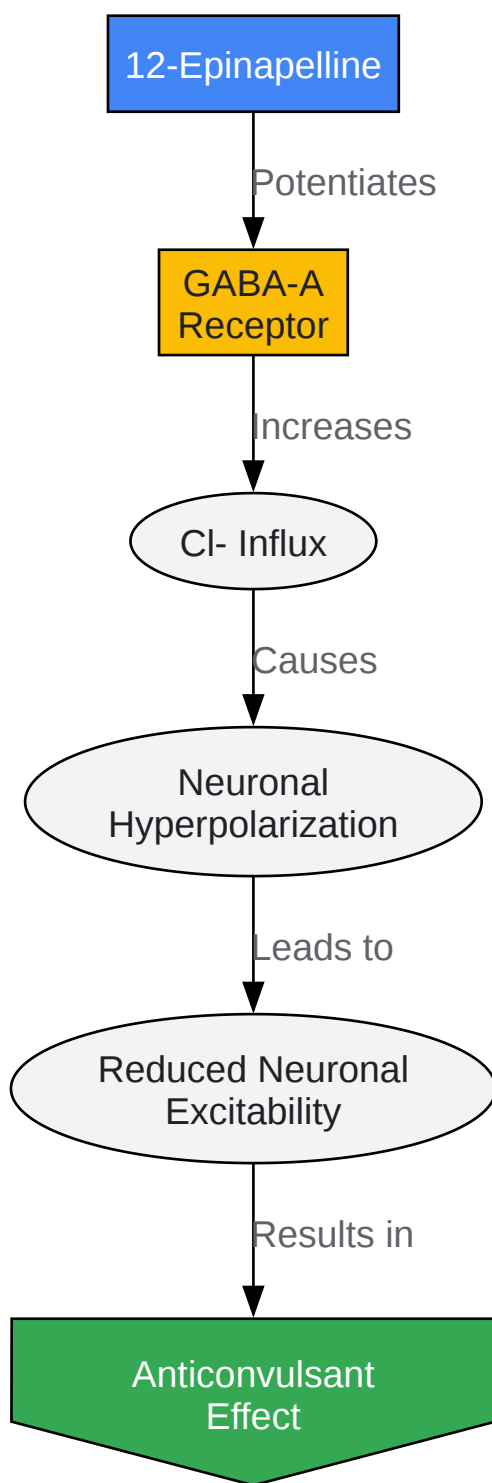 12-Epinapelline
Potentiates
GABA-A
Receptor
Increases
Cl- Influx
Causes
Neuronal
Hyperpolarization
Leads to
Reduced Neuronal
Excitability
Results in
Anticonvulsant
Effect